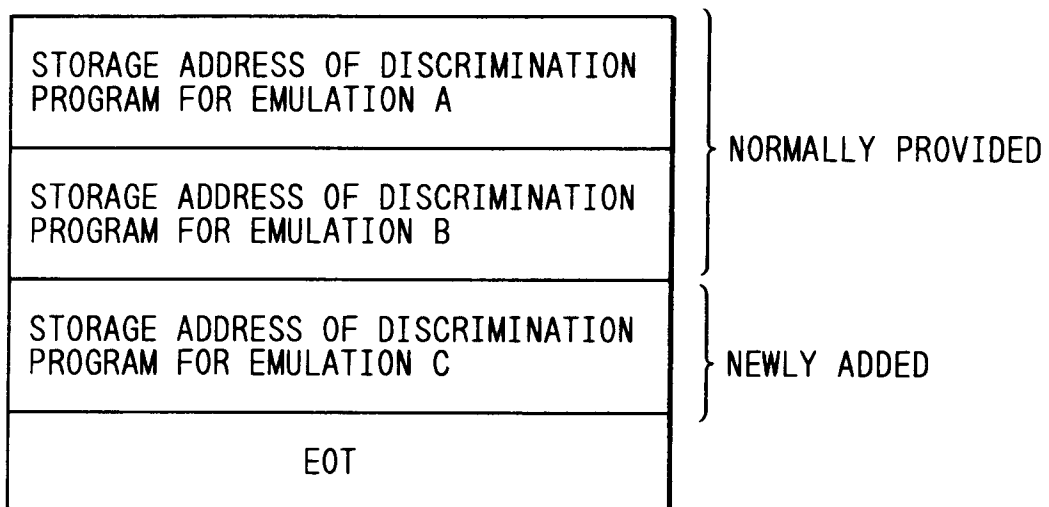 STORAGE ADDRESS OF DISCRIMINATION
PROGRAM FOR EMULATION A
NORMALLY PROVIDED
STORAGE ADDRESS OF DISCRIMINATION
PROGRAM FOR EMULATION B
STORAGE ADDRESS OF DISCRIMINATION
PROGRAM FOR EMULATION C
NEWLY ADDED
EOT